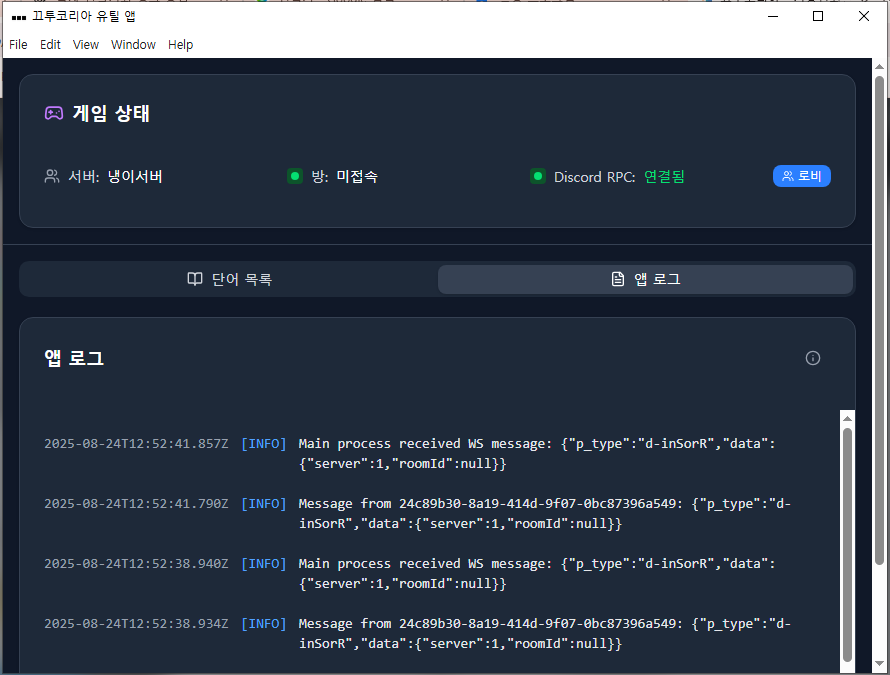 끄투코리아 유틸 앱
File Edit View Window Help
게임 상태
서버: 냉이서버 방: 미접속 Discord RPC: 연결됨 로비
단어 목록 앱 로그
앱 로그
2025-08-24T12:52:41.857Z [INFO] Main process received WS message: {"p_type":"d-inSorR","data":
{"server":1,"roomId":null}}
2025-08-24T12:52:41.790Z [INFO] Message from 24c89b30-8a19-414d-9f07-0bc87396a549: {"p_type":"d-
inSorR","data":{"server":1,"roomId":null}}
2025-08-24T12:52:38.940Z [INFO] Main process received WS message: {"p_type":"d-inSorR","data":
{"server":1,"roomId":null}}
2025-08-24T12:52:38.934Z [INFO] Message from 24c89b30-8a19-414d-9f07-0bc87396a549: {"p_type":"d-
inSorR","data":{"server":1,"roomId":null}}